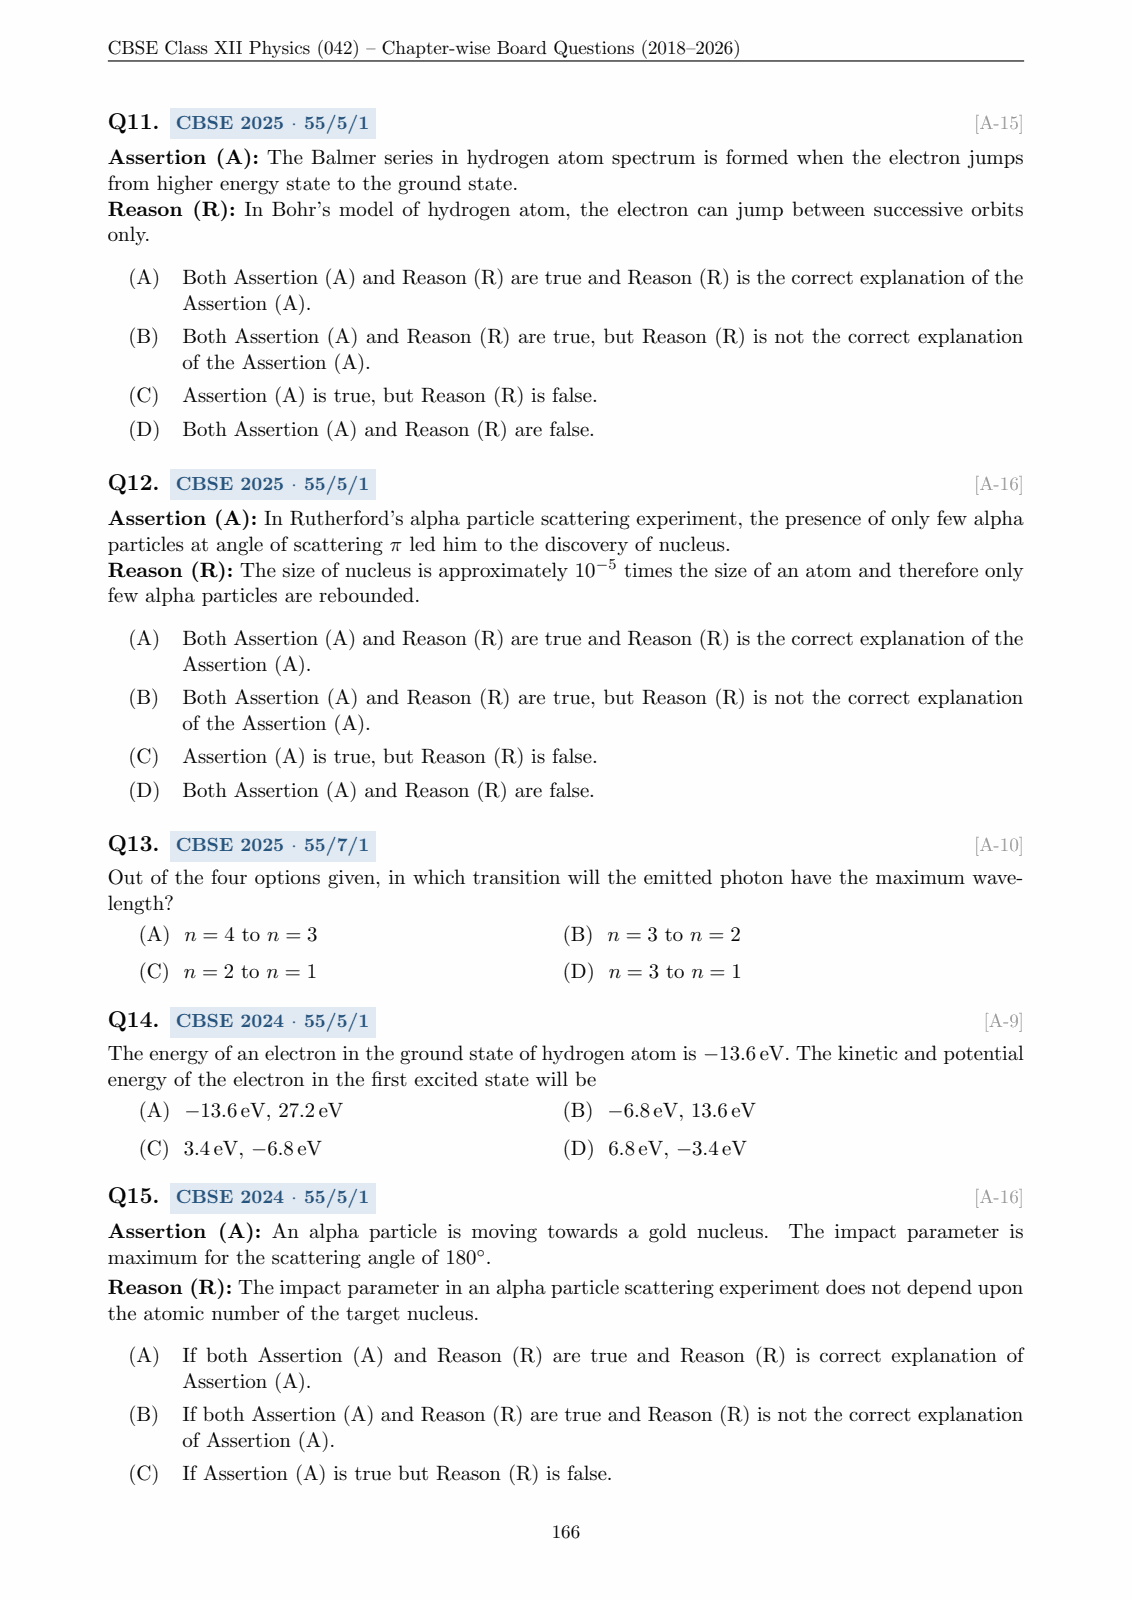 CBSE Class XII Physics (042) – Chapter-wise Board Questions (2018–2026)
Q11. CBSE 2025 · 55/5/1 [A-15]
Assertion (A): The Balmer series in hydrogen atom spectrum is formed when the electron jumps
from higher energy state to the ground state.
Reason (R): In Bohr's model of hydrogen atom, the electron can jump between successive orbits
only.
(A) Both Assertion (A) and Reason (R) are true and Reason (R) is the correct explanation of the
Assertion (A).
(B) Both Assertion (A) and Reason (R) are true, but Reason (R) is not the correct explanation
of the Assertion (A).
(C) Assertion (A) is true, but Reason (R) is false.
(D) Both Assertion (A) and Reason (R) are false.
Q12. CBSE 2025 · 55/5/1 [A-16]
Assertion (A): In Rutherford's alpha particle scattering experiment, the presence of only few alpha
particles at angle of scattering π led him to the discovery of nucleus.
Reason (R): The size of nucleus is approximately 10⁻⁵ times the size of an atom and therefore only
few alpha particles are rebounded.
(A) Both Assertion (A) and Reason (R) are true and Reason (R) is the correct explanation of the
Assertion (A).
(B) Both Assertion (A) and Reason (R) are true, but Reason (R) is not the correct explanation
of the Assertion (A).
(C) Assertion (A) is true, but Reason (R) is false.
(D) Both Assertion (A) and Reason (R) are false.
Q13. CBSE 2025 · 55/7/1 [A-10]
Out of the four options given, in which transition will the emitted photon have the maximum wave-
length?
(A) n = 4 to n = 3 (B) n = 3 to n = 2
(C) n = 2 to n = 1 (D) n = 3 to n = 1
Q14. CBSE 2024 · 55/5/1 [A-9]
The energy of an electron in the ground state of hydrogen atom is −13.6 eV. The kinetic and potential
energy of the electron in the first excited state will be
(A) −13.6 eV, 27.2 eV (B) −6.8 eV, 13.6 eV
(C) 3.4 eV, −6.8 eV (D) 6.8 eV, −3.4 eV
Q15. CBSE 2024 · 55/5/1 [A-16]
Assertion (A): An alpha particle is moving towards a gold nucleus. The impact parameter is
maximum for the scattering angle of 180°.
Reason (R): The impact parameter in an alpha particle scattering experiment does not depend upon
the atomic number of the target nucleus.
(A) If both Assertion (A) and Reason (R) are true and Reason (R) is correct explanation of
Assertion (A).
(B) If both Assertion (A) and Reason (R) are true and Reason (R) is not the correct explanation
of Assertion (A).
(C) If Assertion (A) is true but Reason (R) is false.
166